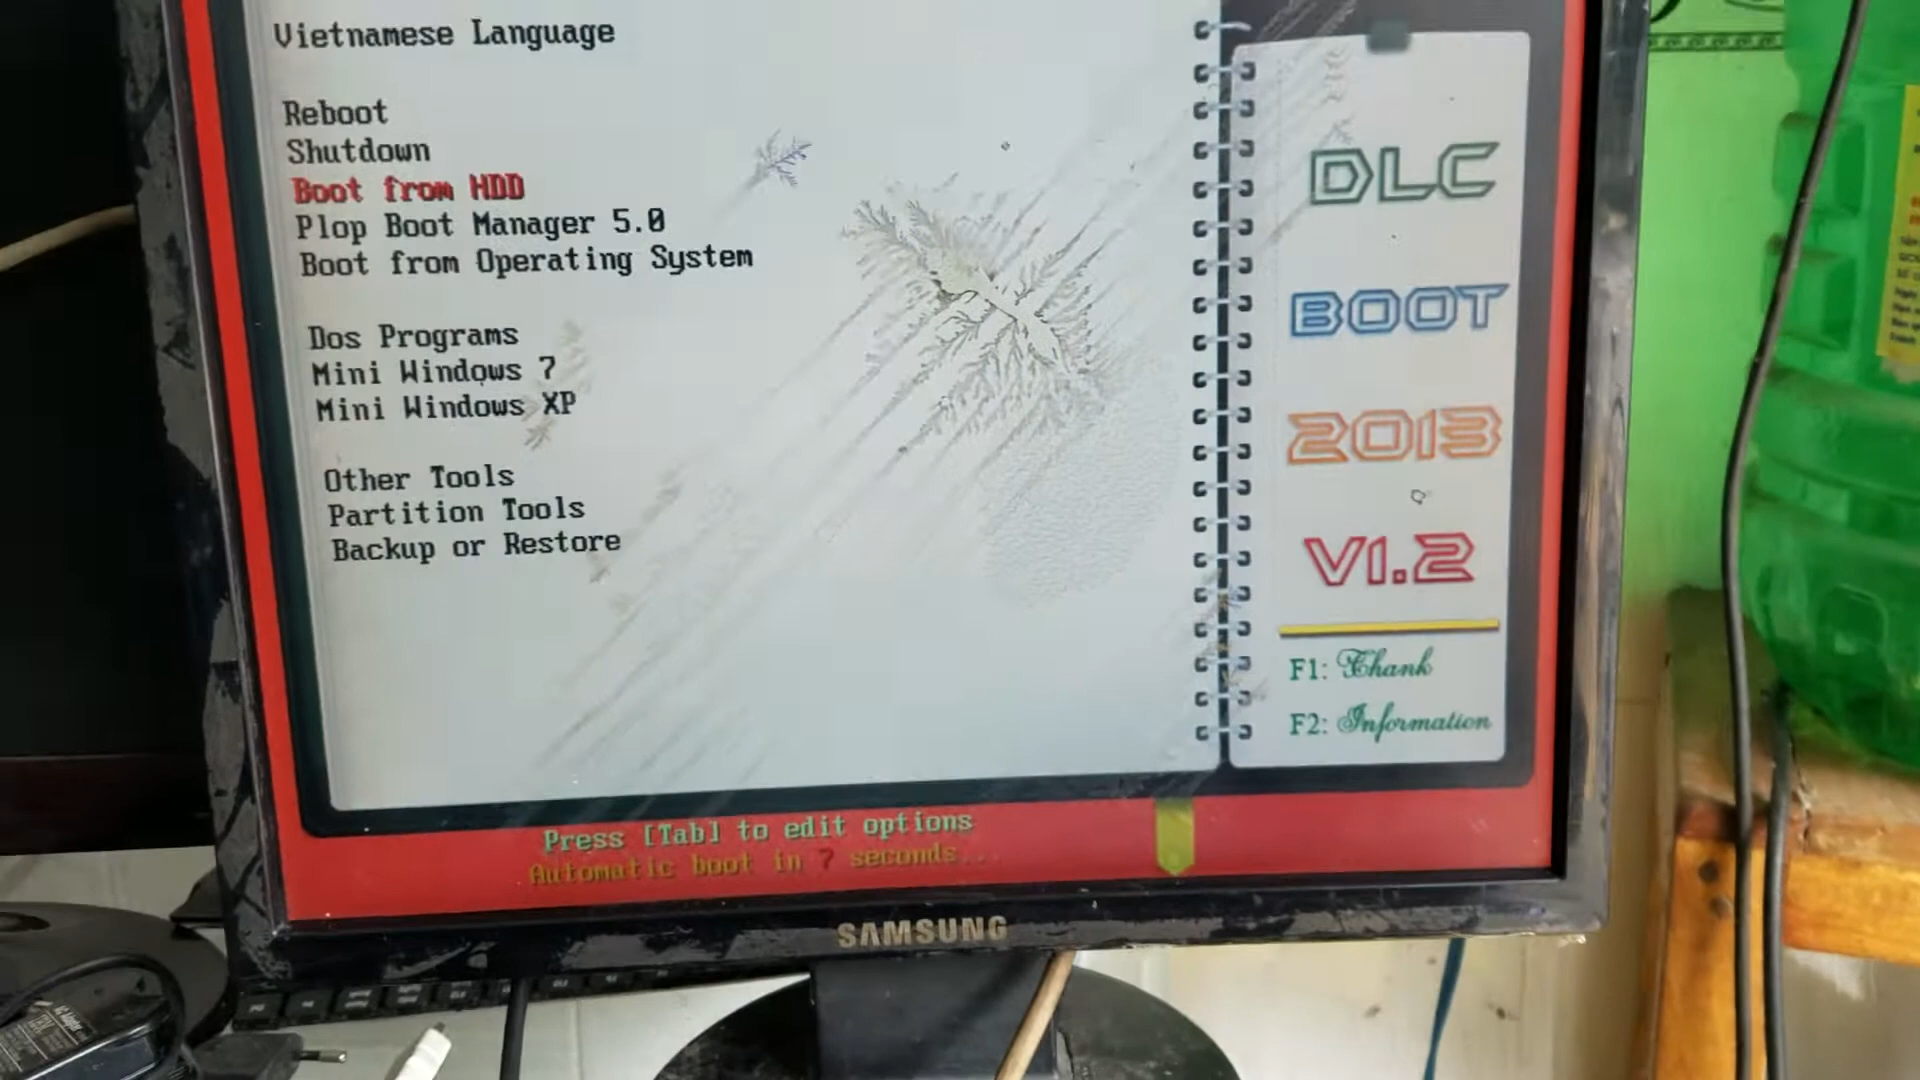 Vietnamese Language
Reboot
Shutdown
Boot from HDD
Plop Boot Manager 5.0
Boot from Operating System
Dos Programs
Mini Windows 7
Mini Windows XP
Other Tools
Partition Tools
Backup or Restore
DLC
BOOT
2013
V1.2
F1: Thank
F2: Information
Press [Tab] to edit options
Automatic boot in 7 seconds...
SAMSUNG